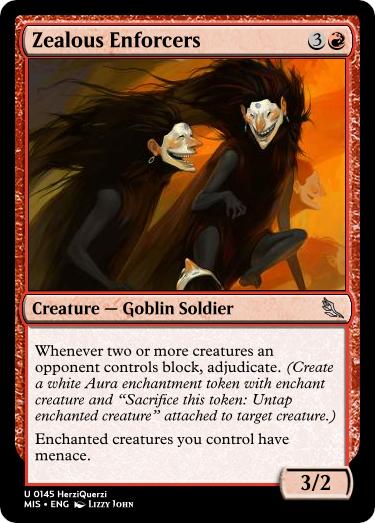 Zealous Enforcers 3
Creature — Goblin Soldier
Whenever two or more creatures an
opponent controls block, adjudicate. (Create
a white Aura enchantment token with enchant
creature and “Sacrifice this token: Untap
enchanted creature” attached to target creature.)
Enchanted creatures you control have
menace.
3/2
U 0145 HerziQuerzi
MIS • ENG Lizzy John